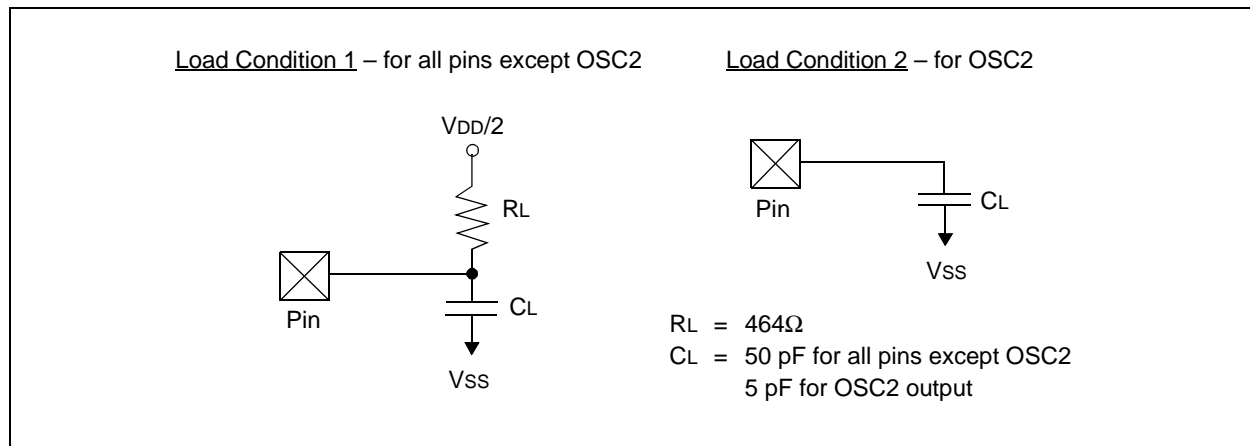 Load Condition 1 – for all pins except OSC2
VDD/2
RL
Pin
CL
VSS
Load Condition 2 – for OSC2
Pin
CL
VSS
RL = 464Ω
CL = 50 pF for all pins except OSC2
5 pF for OSC2 output